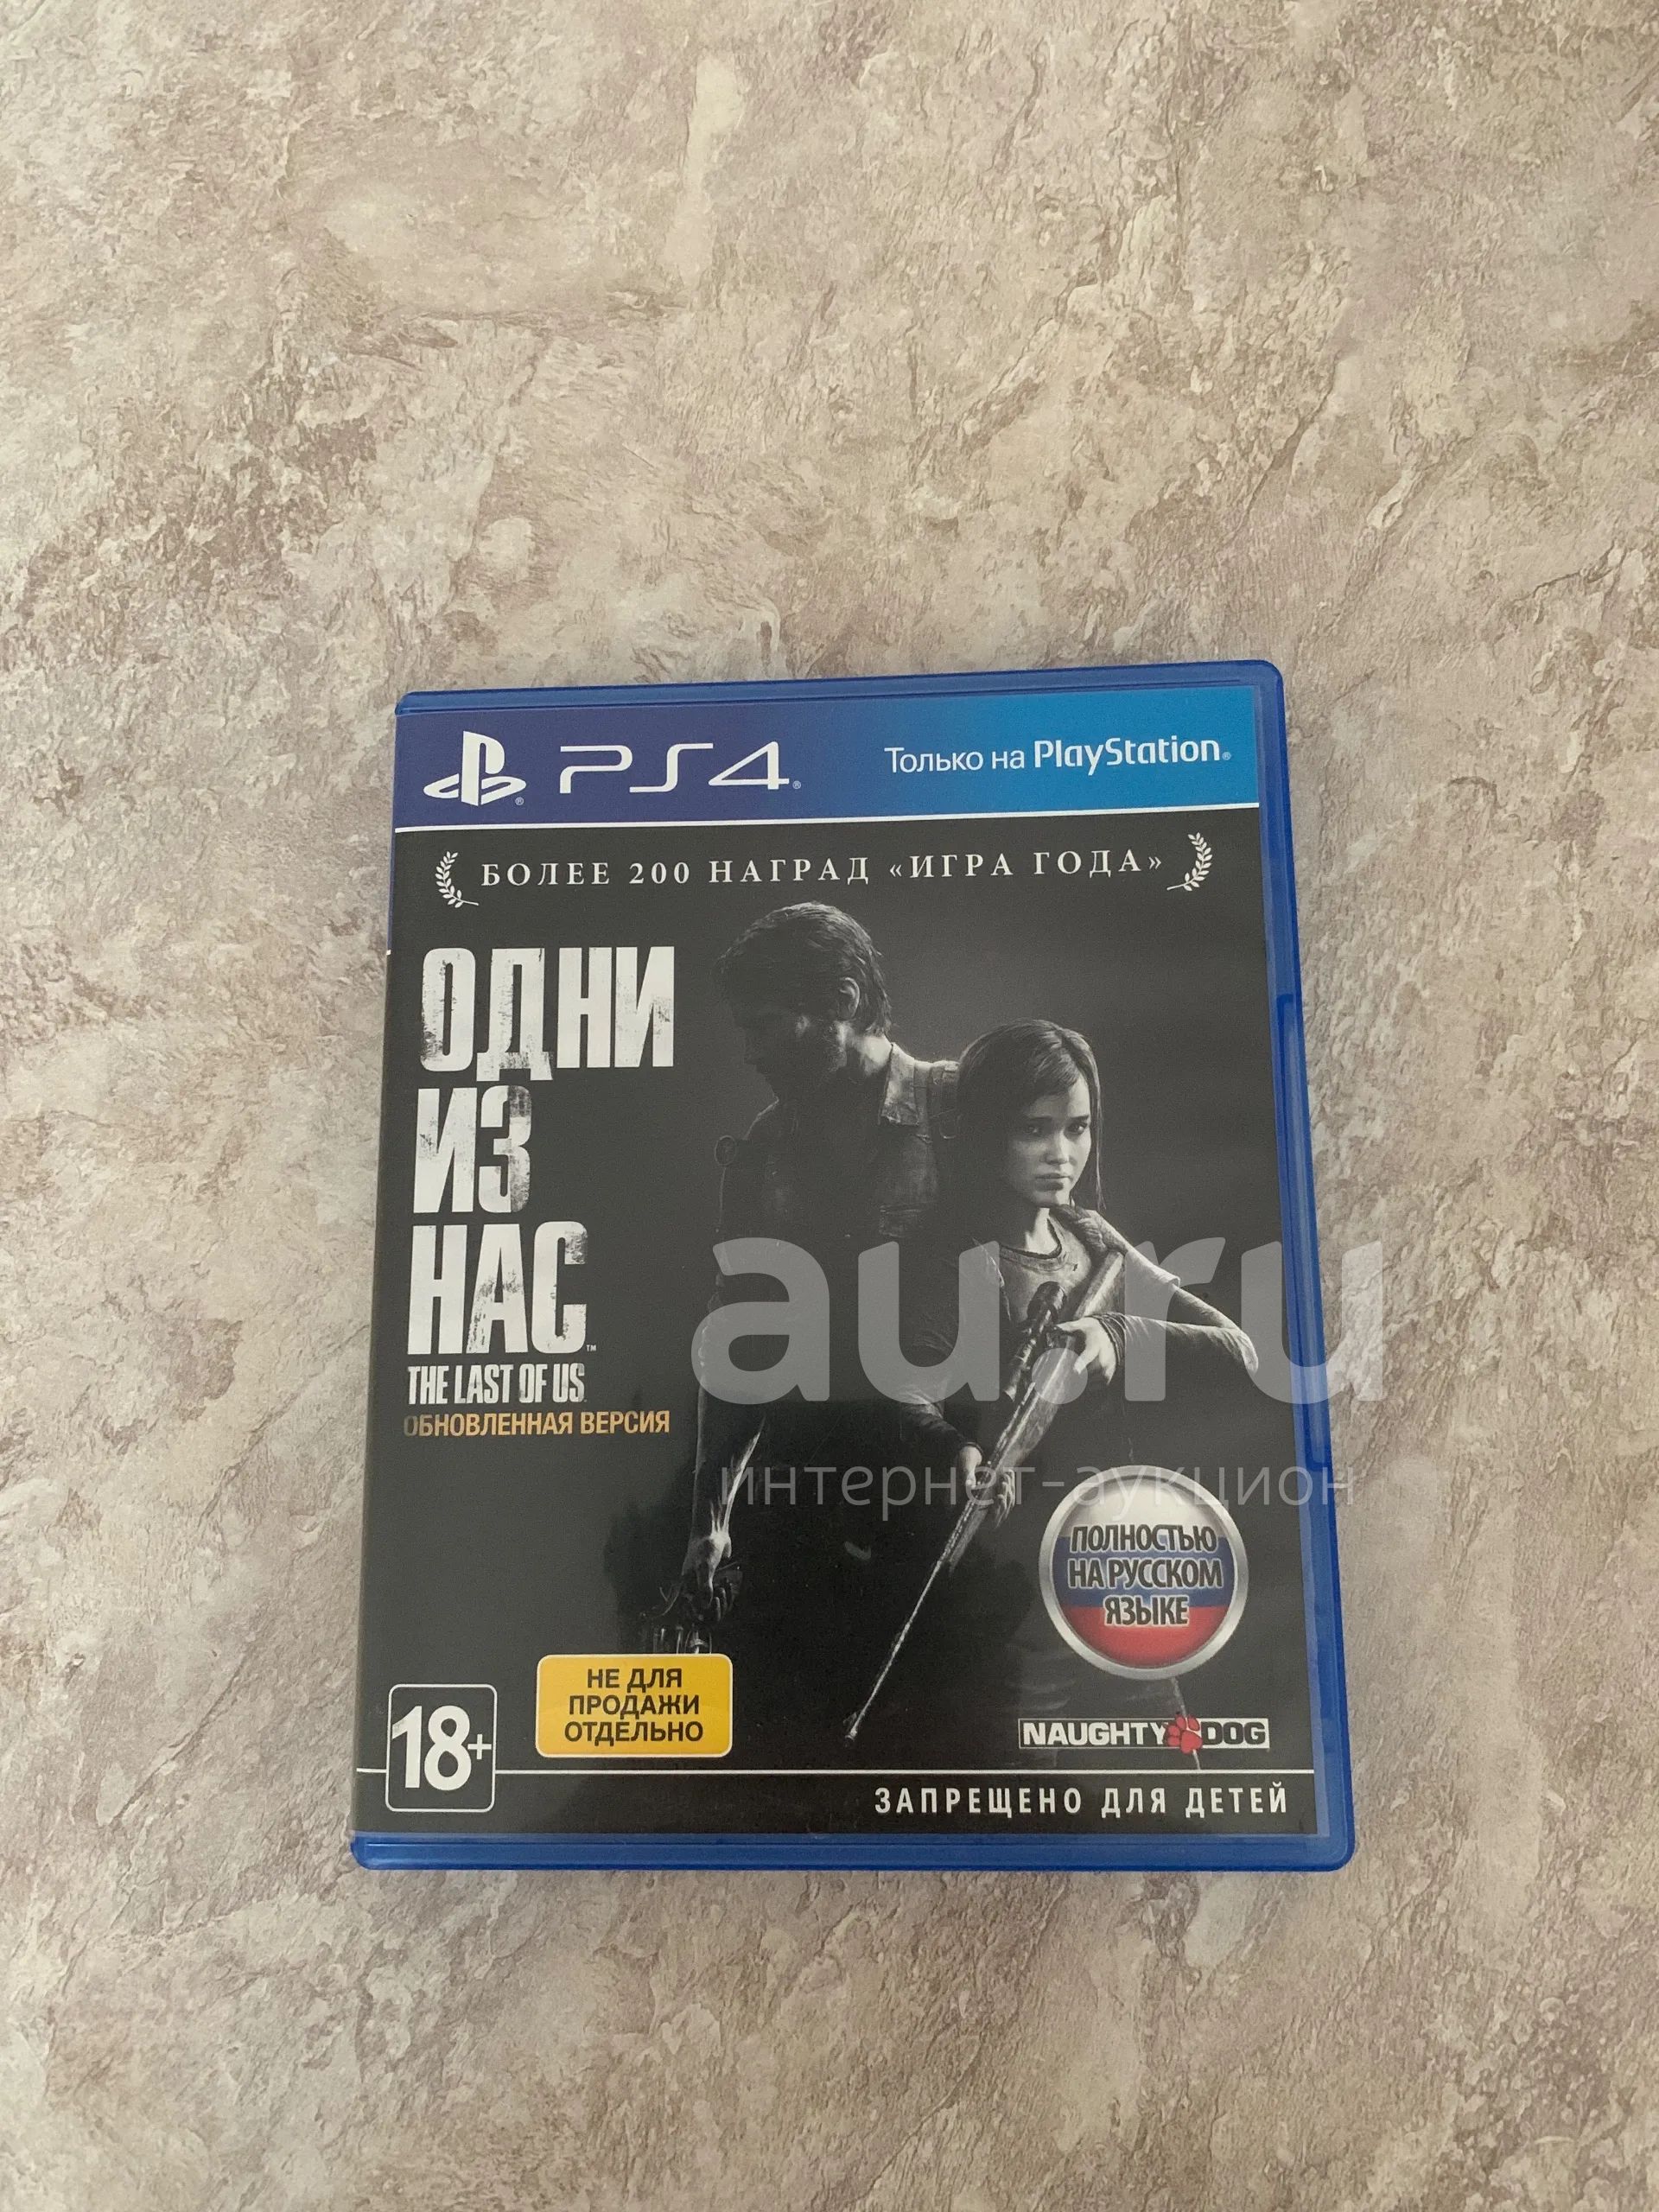 PS4
Только на PlayStation®
БОЛЕЕ 200 НАГРАД «ИГРА ГОДА»
ОДНИ
ИЗ
НАС™
THE LAST OF US
ОБНОВЛЕННАЯ ВЕРСИЯ
au.ru
интернет-аукцион
ПОЛНОСТЬЮ
НА РУССКОМ
ЯЗЫКЕ
НЕ ДЛЯ
ПРОДАЖИ
ОТДЕЛЬНО
18+
NAUGHTY DOG
ЗАПРЕЩЕНО ДЛЯ ДЕТЕЙ